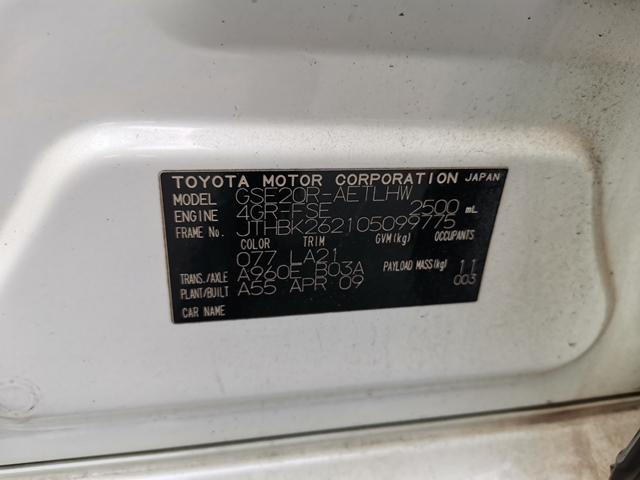 TOYOTA MOTOR CORPORATION JAPAN
MODEL GSE20R-AETLHW
ENGINE 4GR-FSE 2500 mL
FRAME No. JTHBK262105099775
COLOR TRIM GVM(kg) OCCUPANTS
077 LA21
TRANS./AXLE A960E B03A PAYLOAD MASS(kg) 11
PLANT/BUILT A55 APR 09 003
CAR NAME